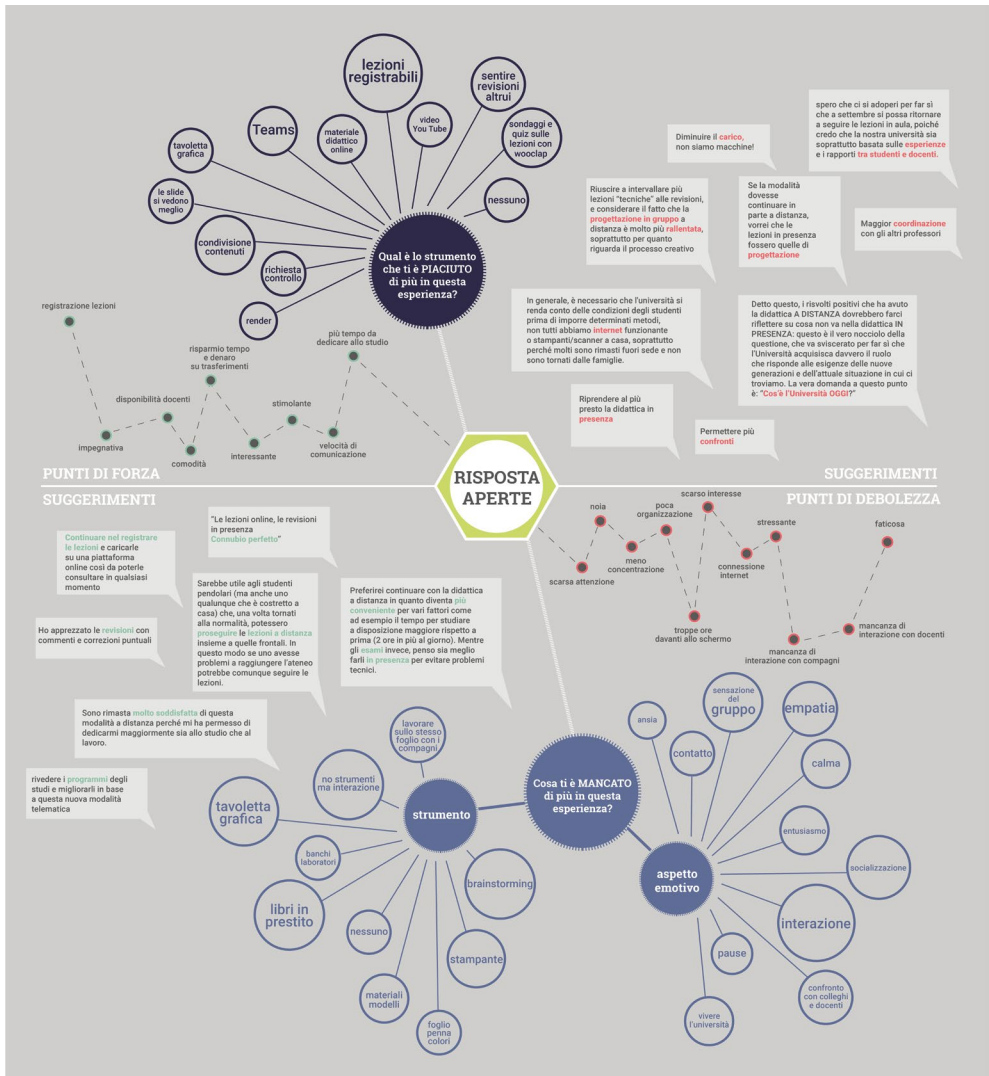 lezioni
registrabili
sentire
revisioni
altrui
Teams
materiale
didattico
online
video
You Tube
sondaggi e
quiz sulle
lezioni con
wooclap
tavoletta
grafica
le slide
si vedono
meglio
nessuno
condivisione
contenuti
richiesta
controllo
render
Qual è lo strumento
che ti è PIACIUTO
di più in questa
esperienza?
Diminuire il carico,
non siamo macchine!
spero che ci si adoperi per far sì
che a settembre si possa ritornare
a seguire le lezioni in aula, poiché
credo che la nostra università sia
soprattutto basata sulle esperienze
e i rapporti tra studenti e docenti.
Riuscire a intervallare più
lezioni “tecniche” alle revisioni,
e considerare il fatto che la
progettazione in gruppo a
distanza è molto più rallentata,
soprattutto per quanto
riguarda il processo creativo
Se la modalità
dovesse
continuare in
parte a distanza,
vorrei che le
lezioni in presenza
fossero quelle di
progettazione
Maggior coordinazione
con gli altri professori
In generale, è necessario che l'università si
renda conto delle condizioni degli studenti
prima di imporre determinati metodi,
non tutti abbiamo internet funzionante
o stampanti/scanner a casa, soprattutto
perché molti sono rimasti fuori sede e non
sono tornati dalle famiglie.
Detto questo, i risvolti positivi che ha avuto
la didattica A DISTANZA dovrebbero farci
riflettere su cosa non va nella didattica IN
PRESENZA: questo è il vero nocciolo della
questione, che va sviscerato per far sì che
l'Università acquisisca davvero il ruolo
che risponde alle esigenze delle nuove
generazioni e dell'attuale situazione in cui ci
troviamo. La vera domanda a questo punto
è: “Cos'è l'Università OGGI?”
Riprendere al più
presto la didattica in
presenza
Permettere più
confronti
registrazione lezioni
impegnativa
disponibilità docenti
comodità
risparmio tempo
e denaro
su trasferimenti
interessante
stimolante
velocità di
comunicazione
più tempo da
dedicare allo studio
PUNTI DI FORZA
SUGGERIMENTI
RISPOSTA
APERTE
SUGGERIMENTI
PUNTI DI DEBOLEZZA
scarsa attenzione
noia
meno
concentrazione
poca
organizzazione
troppe ore
davanti allo schermo
scarso interesse
connessione
internet
stressante
mancanza di
interazione con compagni
mancanza di
interazione con docenti
faticosa
Continuare nel registrare
le lezioni e caricarle
su una piattaforma
online così da poterle
consultare in qualsiasi
momento
“Le lezioni online, le revisioni
in presenza
Connubio perfetto”
Ho apprezzato le revisioni con
commenti e correzioni puntuali
Sarebbe utile agli studenti
pendolari (ma anche uno
qualunque che è costretto a
casa) che, una volta tornati
alla normalità, potessero
proseguire le lezioni a distanza
insieme a quelle frontali. In
questo modo se uno avesse
problemi a raggiungere l'ateneo
potrebbe comunque seguire le
lezioni.
Preferirei continuare con la didattica
a distanza in quanto diventa più
conveniente per vari fattori come
ad esempio il tempo per studiare
a disposizione maggiore rispetto a
prima (2 ore in più al giorno). Mentre
gli esami invece, penso sia meglio
farli in presenza per evitare problemi
tecnici.
Sono rimasta molto soddisfatta di questa
modalità a distanza perché mi ha permesso di
dedicarmi maggiormente sia allo studio che al
lavoro.
rivedere i programmi degli
studi e migliorarli in base
a questa nuova modalità
telematica
Cosa ti è MANCATO
di più in questa
esperienza?
strumento
lavorare
sullo stesso
foglio con i
compagni
no strumenti
ma interazione
tavoletta
grafica
banchi
laboratori
libri in
prestito
nessuno
materiali
modelli
foglio
penna
colori
stampante
brainstorming
aspetto
emotivo
ansia
contatto
sensazione
del
gruppo
empatia
calma
entusiasmo
socializzazione
interazione
confronto
con colleghi
e docenti
pause
vivere
l'università